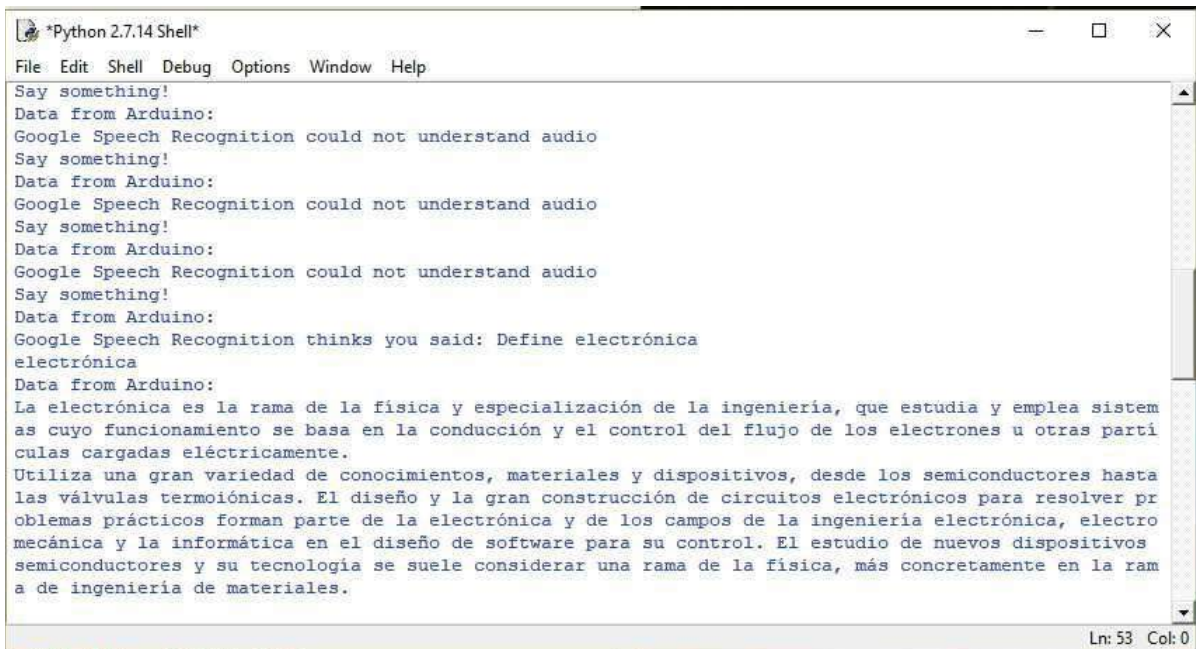 *Python 2.7.14 Shell*
File Edit Shell Debug Options Window Help
Say something!
Data from Arduino:
Google Speech Recognition could not understand audio
Say something!
Data from Arduino:
Google Speech Recognition could not understand audio
Say something!
Data from Arduino:
Google Speech Recognition could not understand audio
Say something!
Data from Arduino:
Google Speech Recognition thinks you said: Define electrónica
electrónica
Data from Arduino:
La electrónica es la rama de la física y especialización de la ingeniería, que estudia y emplea sistem
as cuyo funcionamiento se basa en la conducción y el control del flujo de los electrones u otras partí
culas cargadas eléctricamente.
Utiliza una gran variedad de conocimientos, materiales y dispositivos, desde los semiconductores hasta
las válvulas termoiónicas. El diseño y la gran construcción de circuitos electrónicos para resolver pr
oblemas prácticos forman parte de la electrónica y de los campos de la ingeniería electrónica, electro
mecánica y la informática en el diseño de software para su control. El estudio de nuevos dispositivos
semiconductores y su tecnología se suele considerar una rama de la física, más concretamente en la ram
a de ingeniería de materiales.
Ln: 53 Col: 0